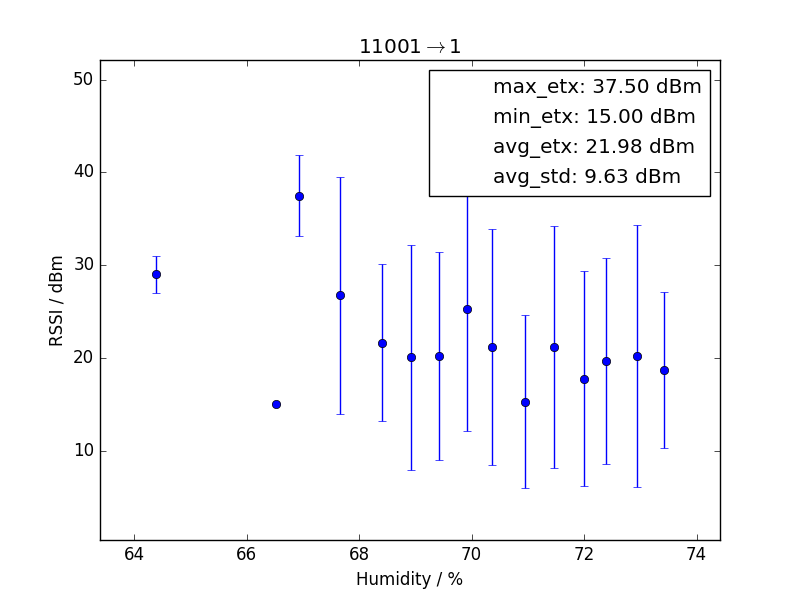 11001→1
max_etx: 37.50 dBm
min_etx: 15.00 dBm
avg_etx: 21.98 dBm
avg_std: 9.63 dBm
50
40
30
20
10
RSSI / dBm
64 66 68 70 72 74
Humidity / %